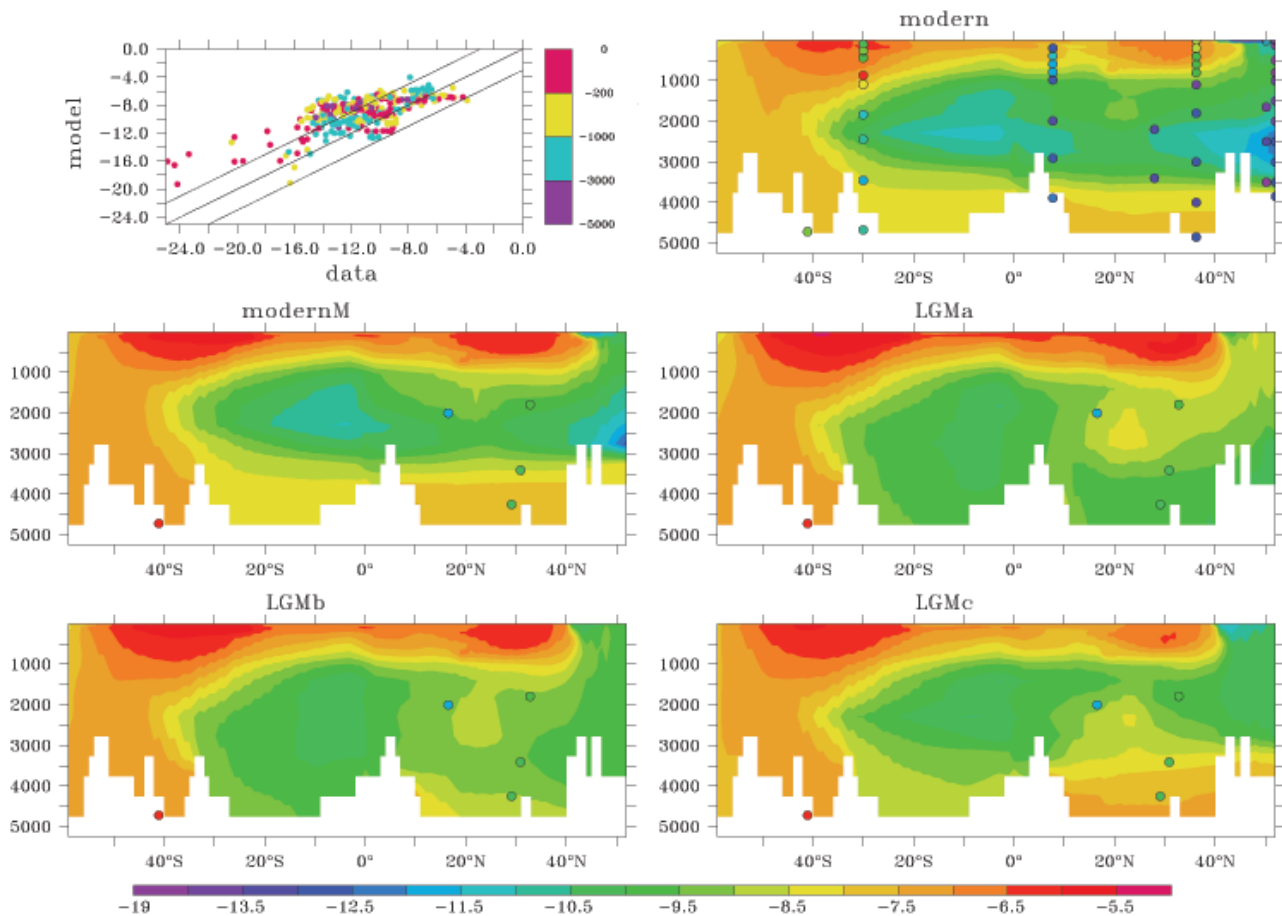 modern
0.0
-4.0
-8.0
-12.0
-16.0
-20.0
-24.0
model
-24.0 -20.0 -16.0 -12.0 -8.0 -4.0 0.0
data
0
-200
-1000
-3000
-5000
1000
2000
3000
4000
5000
40°S 20°S 0° 20°N 40°N
modernM
1000
2000
3000
4000
5000
40°S 20°S 0° 20°N 40°N
LGMa
1000
2000
3000
4000
5000
40°S 20°S 0° 20°N 40°N
LGMb
1000
2000
3000
4000
5000
40°S 20°S 0° 20°N 40°N
LGMc
1000
2000
3000
4000
5000
40°S 20°S 0° 20°N 40°N
-19 -13.5 -12.5 -11.5 -10.5 -9.5 -8.5 -7.5 -6.5 -5.5